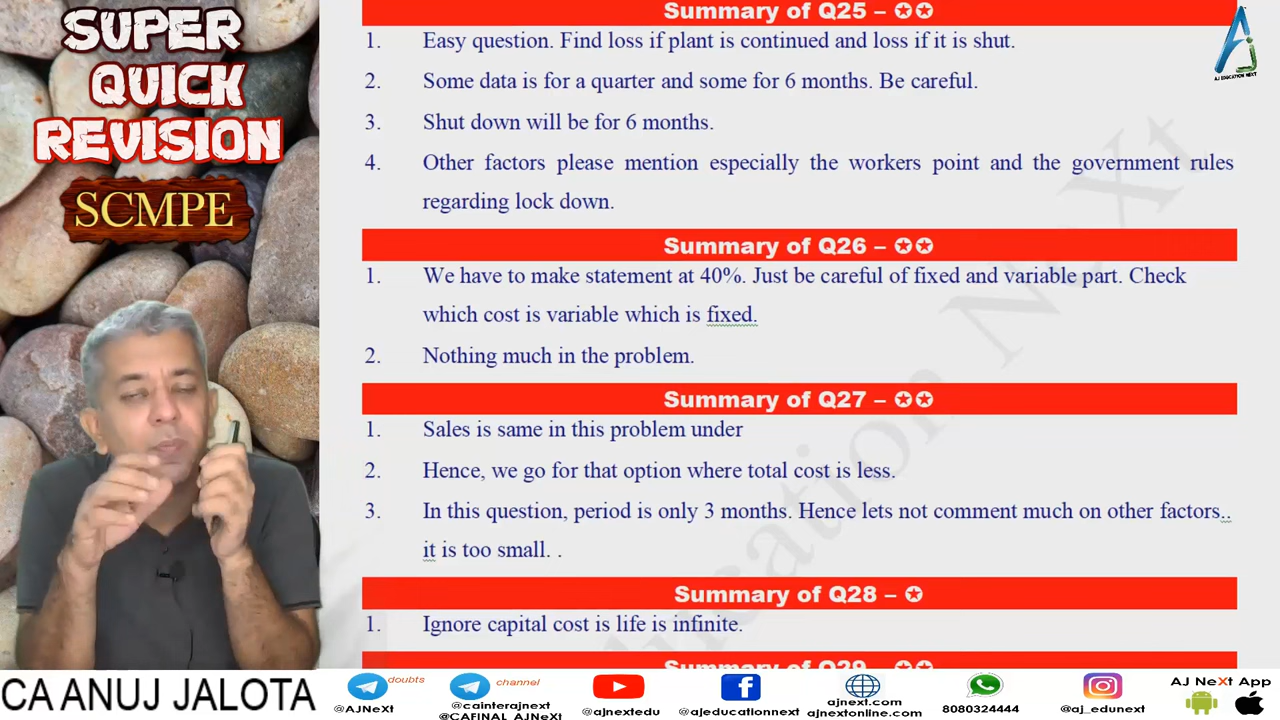 SUPER
QUICK
REVISION
SCMPE
AJ EDUCATION NEXT
Summary of Q25 – ✪✪
1. Easy question. Find loss if plant is continued and loss if it is shut.
2. Some data is for a quarter and some for 6 months. Be careful.
3. Shut down will be for 6 months.
4. Other factors please mention especially the workers point and the government rules
regarding lock down.
Summary of Q26 – ✪✪
1. We have to make statement at 40%. Just be careful of fixed and variable part. Check
which cost is variable which is fixed.
2. Nothing much in the problem.
Summary of Q27 – ✪✪
1. Sales is same in this problem under
2. Hence, we go for that option where total cost is less.
3. In this question, period is only 3 months. Hence lets not comment much on other factors..
it is too small. .
Summary of Q28 – ✪
1. Ignore capital cost is life is infinite.
Summary of Q29 – ✪✪
CA ANUJ JALOTA
doubts
@AJNeXt
channel
@cainterajnext
@CAFINAL_AJNeXt
@ajnextedu
@ajeducationnext
ajnext.com
ajnextonline.com
8080324444
@aj_edunext
AJ NeXt App